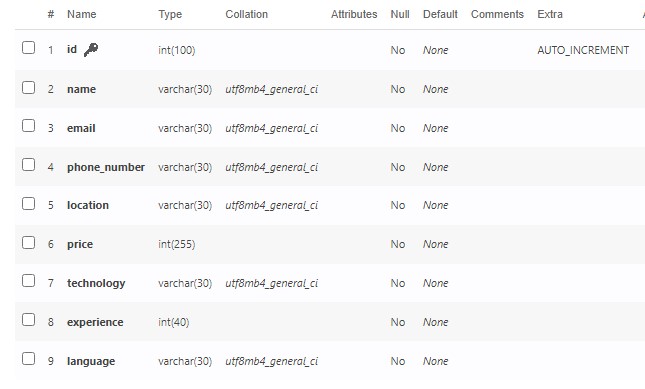 # Name Type Collation Attributes Null Default Comments Extra
1 id int(100) No None AUTO_INCREMENT
2 name varchar(30) utf8mb4_general_ci No None
3 email varchar(30) utf8mb4_general_ci No None
4 phone_number varchar(30) utf8mb4_general_ci No None
5 location varchar(30) utf8mb4_general_ci No None
6 price int(255) No None
7 technology varchar(30) utf8mb4_general_ci No None
8 experience int(40) No None
9 language varchar(30) utf8mb4_general_ci No None